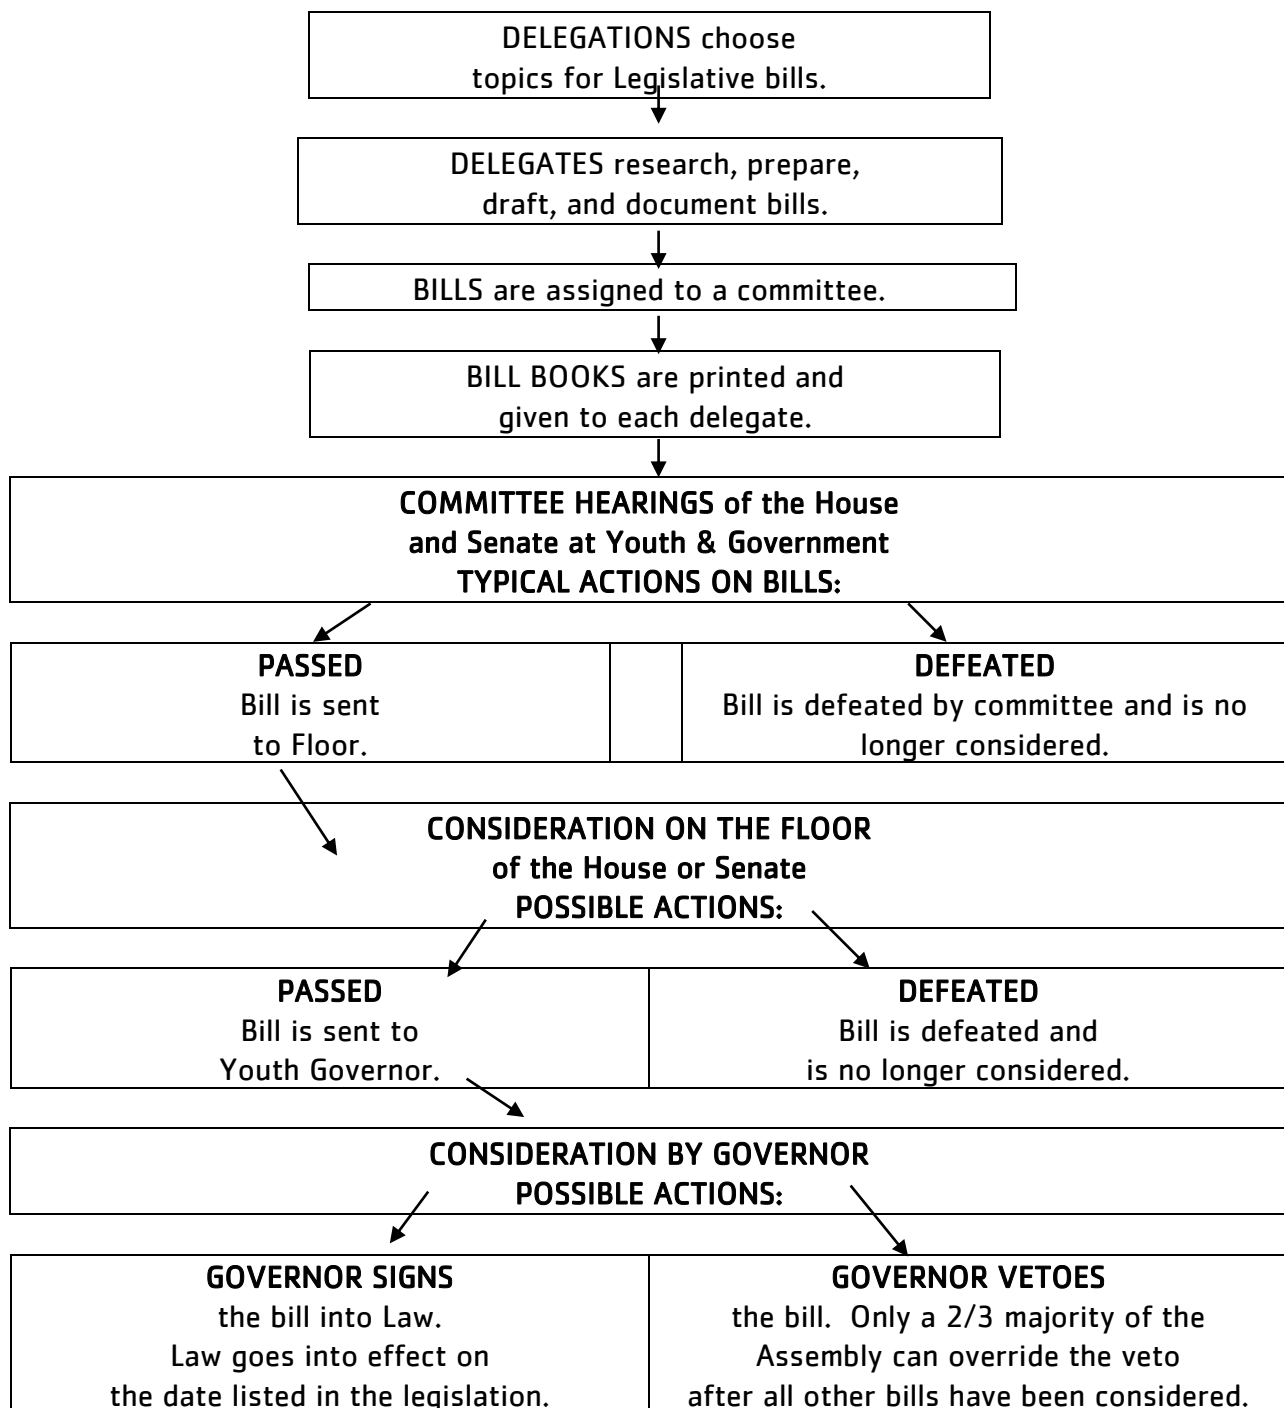 DELEGATIONS choose
topics for Legislative bills.
DELEGATES research, prepare,
draft, and document bills.
BILLS are assigned to a committee.
BILL BOOKS are printed and
given to each delegate.
COMMITTEE HEARINGS of the House
and Senate at Youth & Government
TYPICAL ACTIONS ON BILLS:
PASSED
Bill is sent
to Floor.
DEFEATED
Bill is defeated by committee and is no
longer considered.
CONSIDERATION ON THE FLOOR
of the House or Senate
POSSIBLE ACTIONS:
PASSED
Bill is sent to
Youth Governor.
DEFEATED
Bill is defeated and
is no longer considered.
CONSIDERATION BY GOVERNOR
POSSIBLE ACTIONS:
GOVERNOR SIGNS
the bill into Law.
Law goes into effect on
the date listed in the legislation.
GOVERNOR VETOES
the bill.  Only a 2/3 majority of the
Assembly can override the veto
after all other bills have been considered.